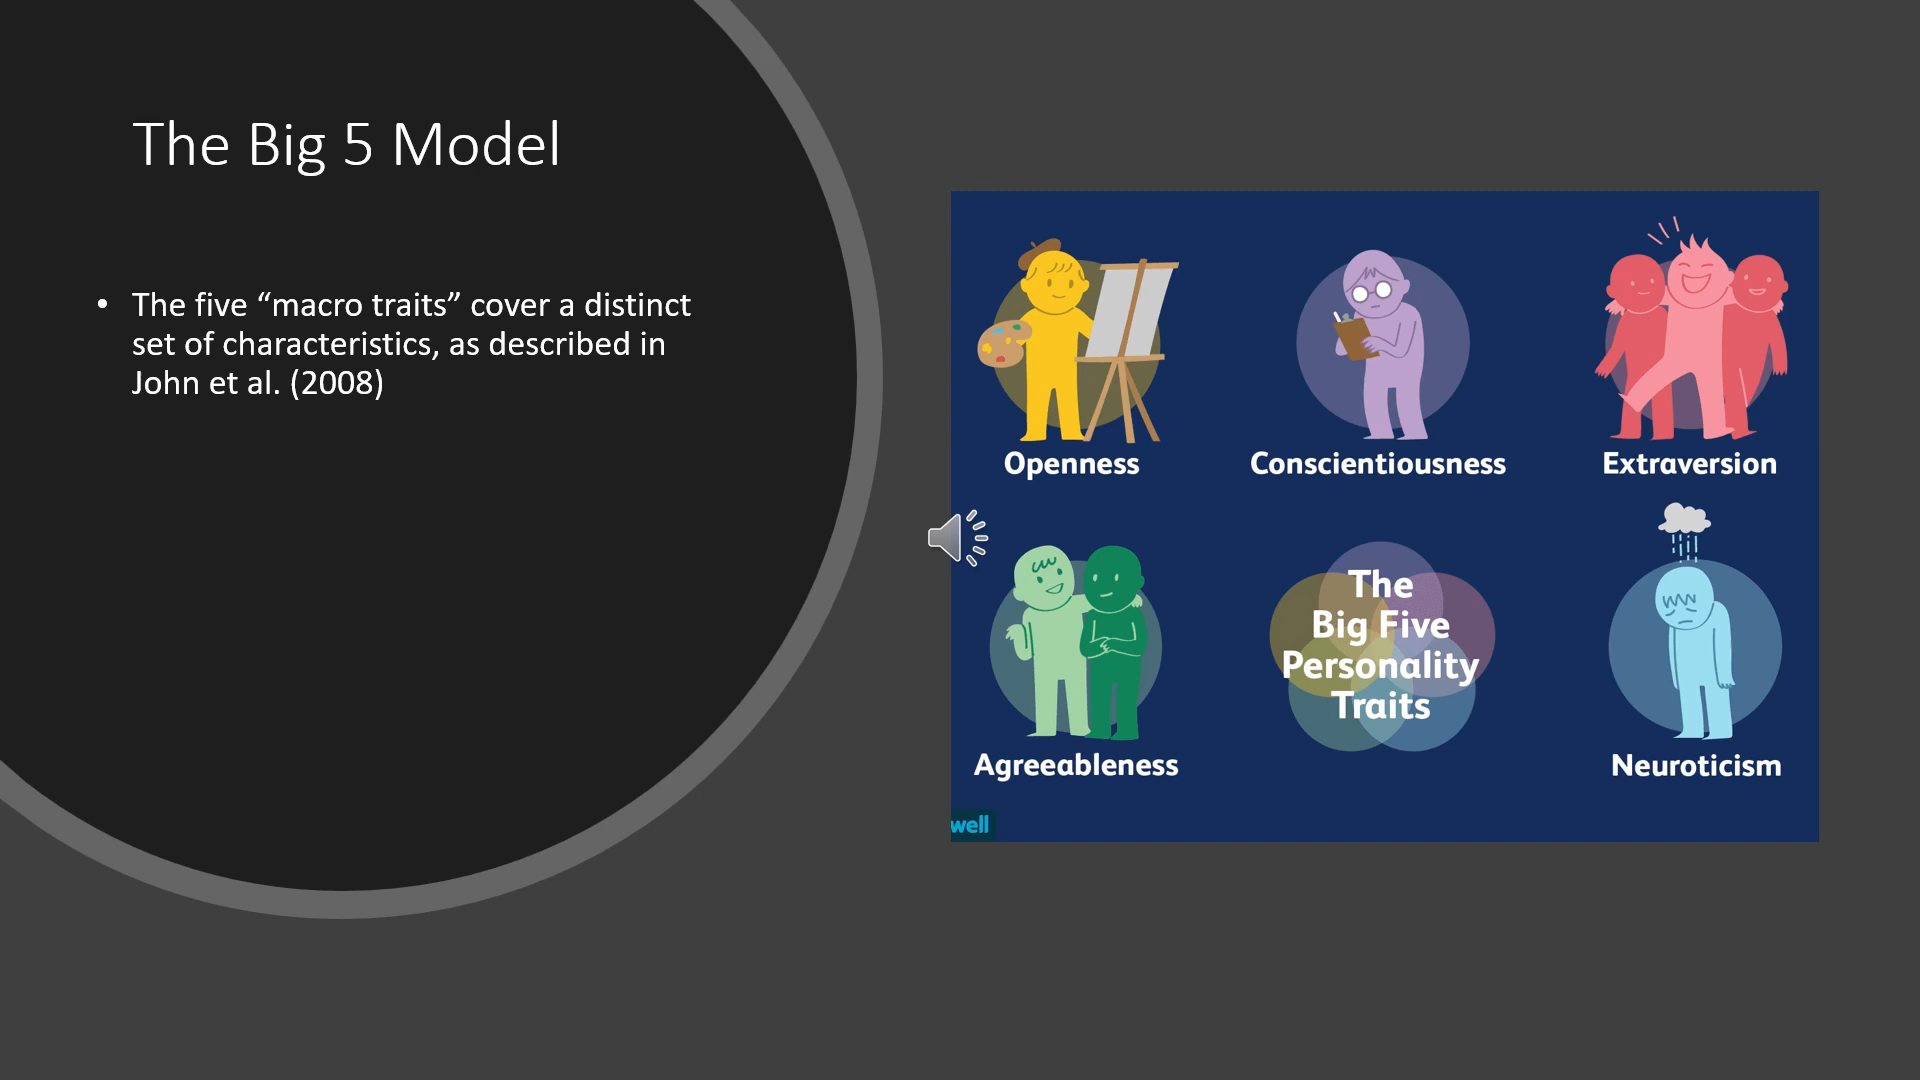 The Big 5 Model
• The five “macro traits” cover a distinct
set of characteristics, as described in
John et al. (2008)
Openness
Conscientiousness
Extraversion
Agreeableness
The
Big Five
Personality
Traits
Neuroticism
well